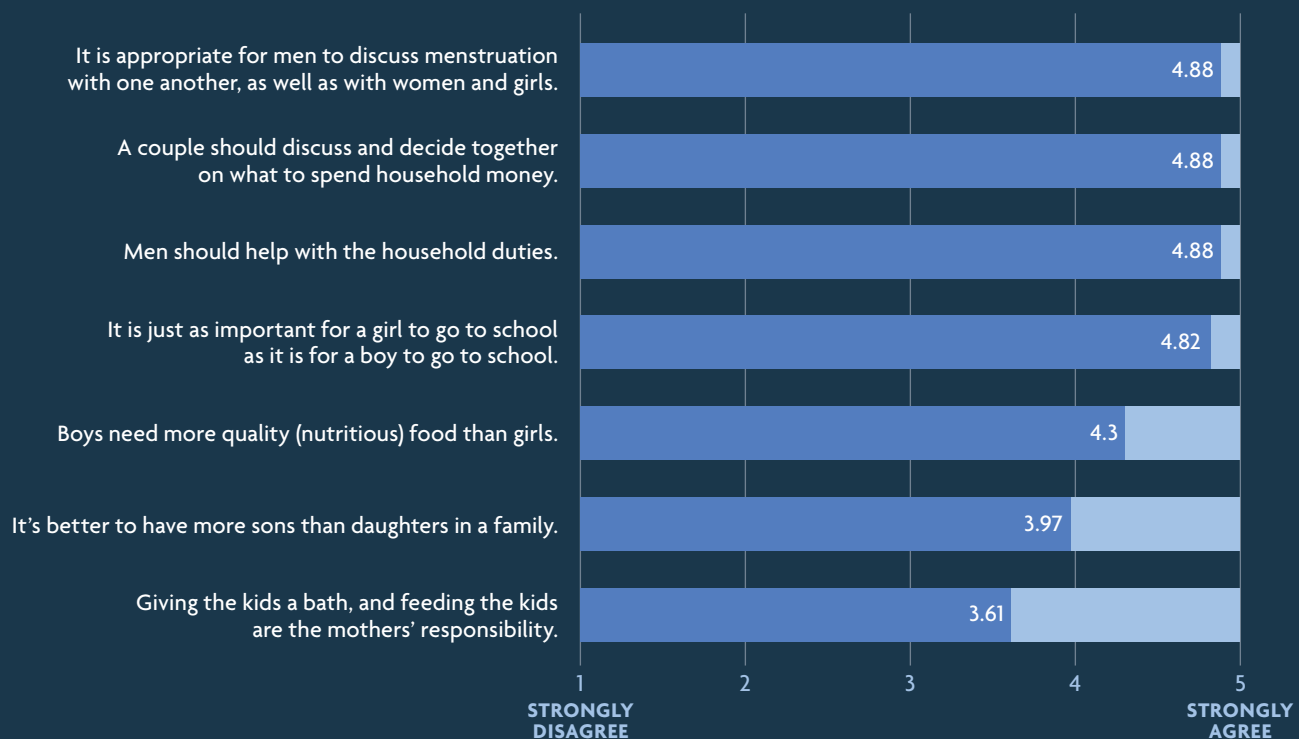 It is appropriate for men to discuss menstruation
with one another, as well as with women and girls.
4.88
A couple should discuss and decide together
on what to spend household money.
4.88
Men should help with the household duties.
4.88
It is just as important for a girl to go to school
as it is for a boy to go to school.
4.82
Boys need more quality (nutritious) food than girls.
4.3
It’s better to have more sons than daughters in a family.
3.97
Giving the kids a bath, and feeding the kids
are the mothers’ responsibility.
3.61
1 2 3 4 5
STRONGLY
DISAGREE
STRONGLY
AGREE